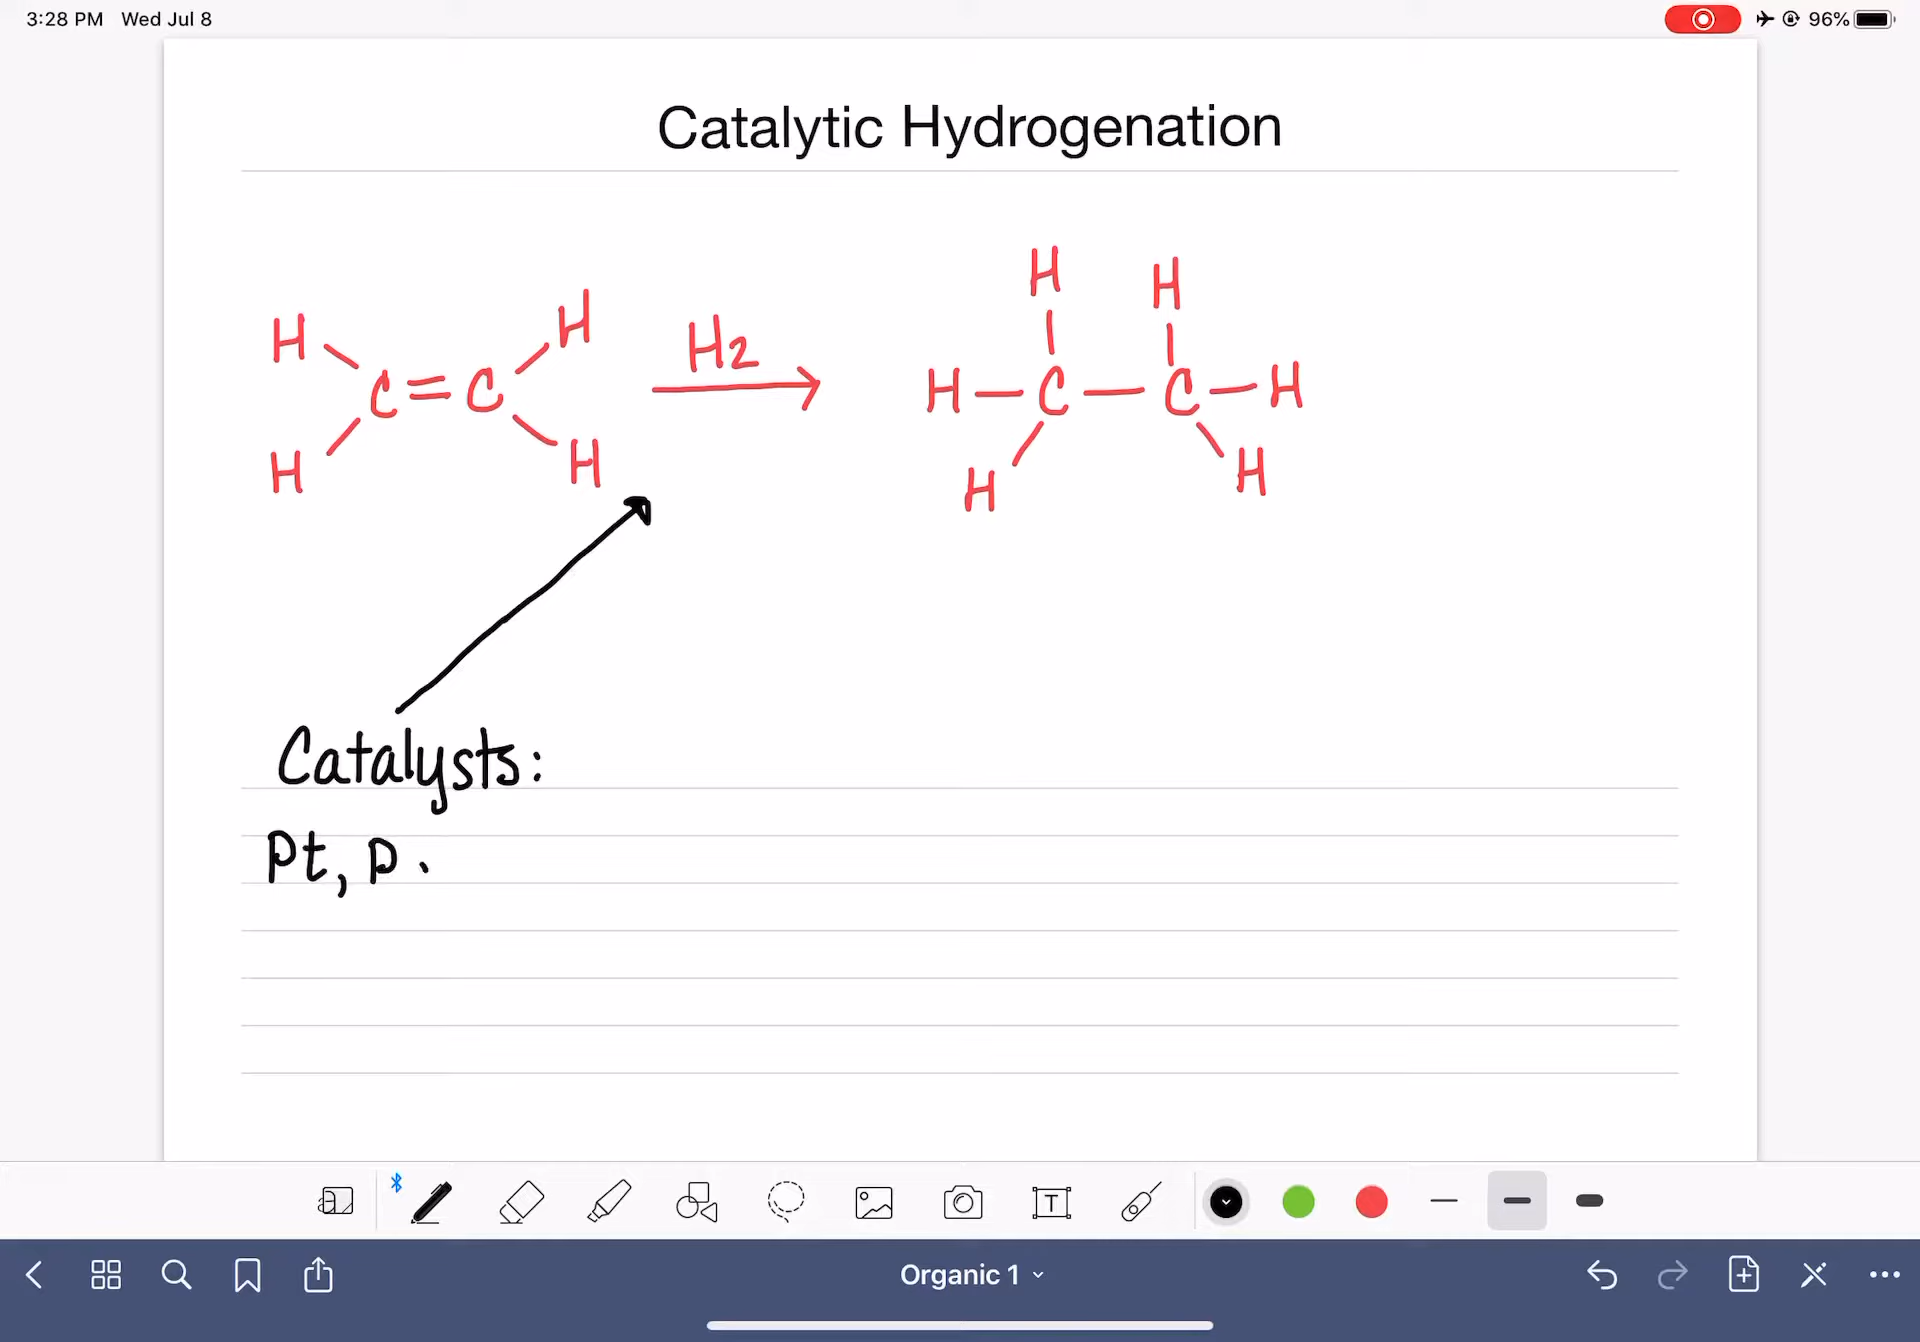 3:28 PM Wed Jul 8
96%
Catalytic Hydrogenation
H H
H H H2
C = C → H — C — C — H
H H H H
Catalysts:
Pt, P
T
Organic 1